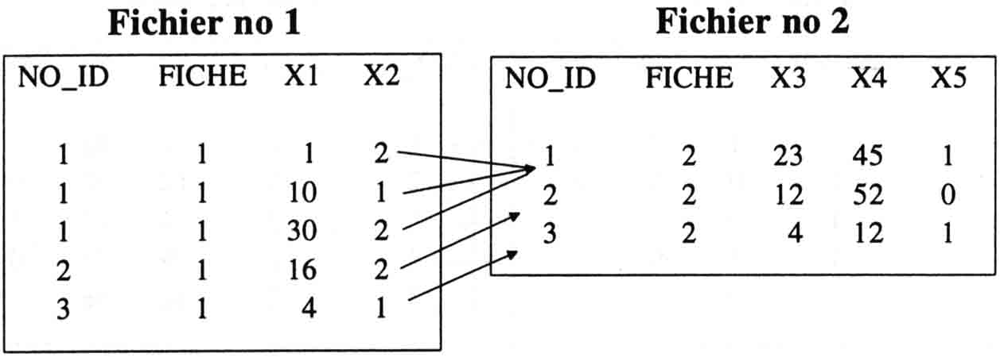 Fichier no 1
NO_ID FICHE X1 X2
1 1 1 2
1 1 10 1
1 1 30 2
2 1 16 2
3 1 4 1
Fichier no 2
NO_ID FICHE X3 X4 X5
1 2 23 45 1
2 2 12 52 0
3 2 4 12 1